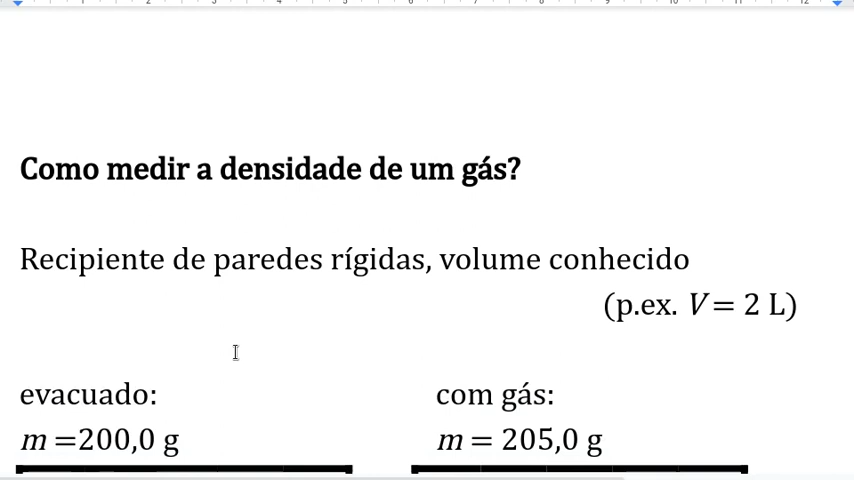 Como medir a densidade de um gás?
Recipiente de paredes rígidas, volume conhecido
(p.ex. V = 2 L)
evacuado: com gás:
m =200,0 g m = 205,0 g